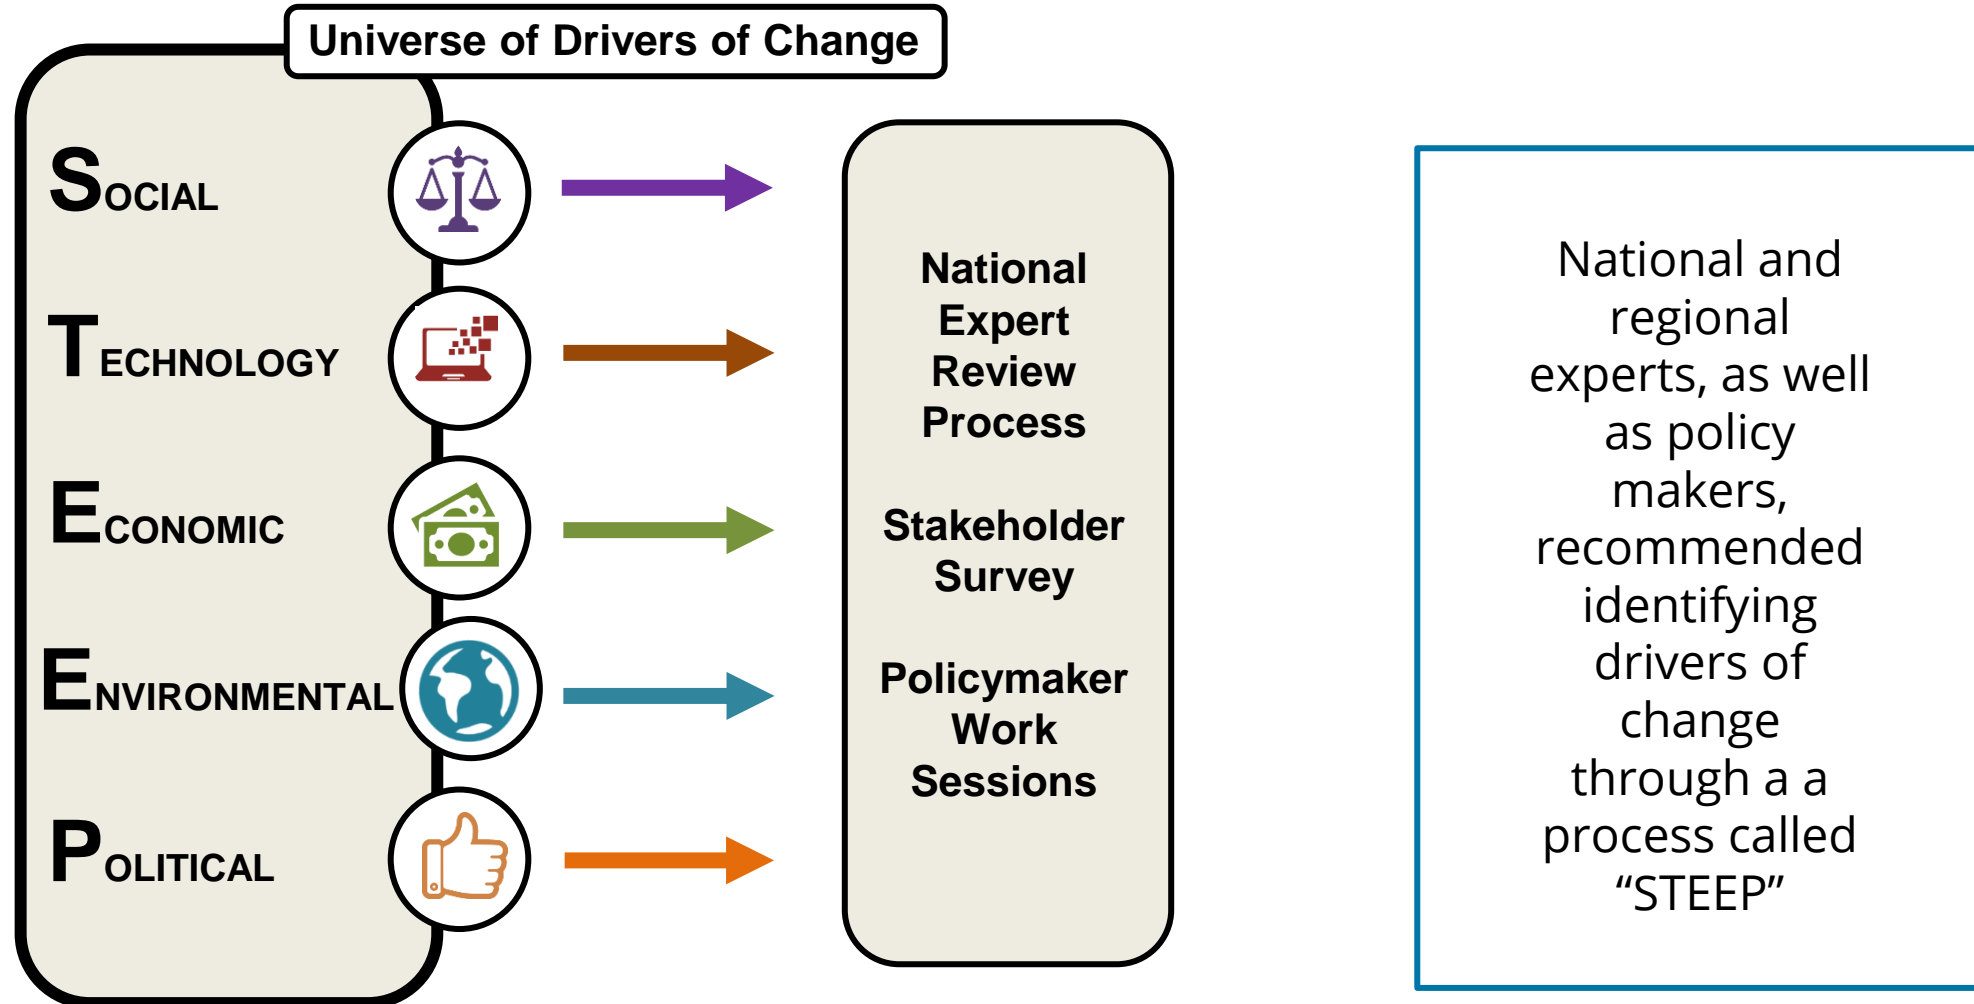 Universe of Drivers of Change
SOCIAL
TECHNOLOGY
ECONOMIC
ENVIRONMENTAL
POLITICAL
National
Expert
Review
Process
Stakeholder
Survey
Policymaker
Work
Sessions
National and
regional
experts, as well
as policy
makers,
recommended
identifying
drivers of
change
through a a
process called
“STEEP”